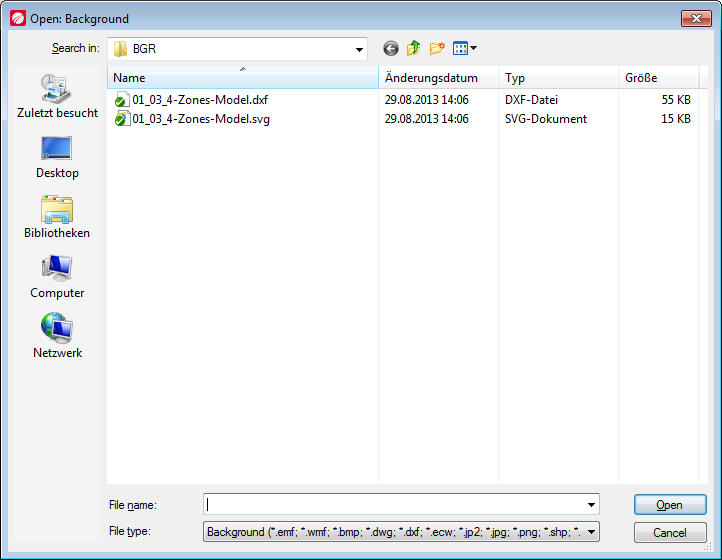 Open: Background
Search in: BGR
Name Änderungsdatum Typ Größe
01_03_4-Zones-Model.dxf 29.08.2013 14:06 DXF-Datei 55 KB
01_03_4-Zones-Model.svg 29.08.2013 14:06 SVG-Dokument 15 KB
Zuletzt besucht
Desktop
Bibliotheken
Computer
Netzwerk
File name: Open
File type: Background (*.emf; *.wmf; *.bmp; *.dwg; *.dxf; *.ecw; *.jp2; *.jpg; *.png; *.shp; *. Cancel